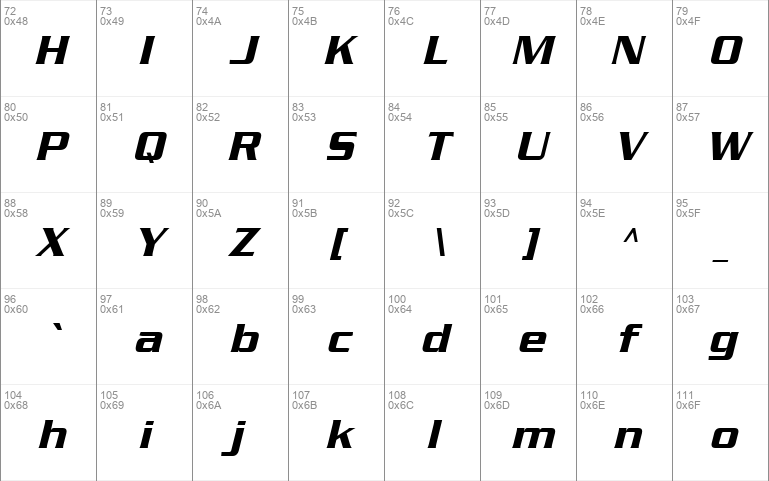 72 73 74 75 76 77 78 79
0x48 0x49 0x4A 0x4B 0x4C 0x4D 0x4E 0x4F
H I J K L M N O
80 81 82 83 84 85 86 87
0x50 0x51 0x52 0x53 0x54 0x55 0x56 0x57
P Q R S T U V W
88 89 90 91 92 93 94 95
0x58 0x59 0x5A 0x5B 0x5C 0x5D 0x5E 0x5F
X Y Z [ \ ] ^ _
96 97 98 99 100 101 102 103
0x60 0x61 0x62 0x63 0x64 0x65 0x66 0x67
` a b c d e f g
104 105 106 107 108 109 110 111
0x68 0x69 0x6A 0x6B 0x6C 0x6D 0x6E 0x6F
h i j k l m n o